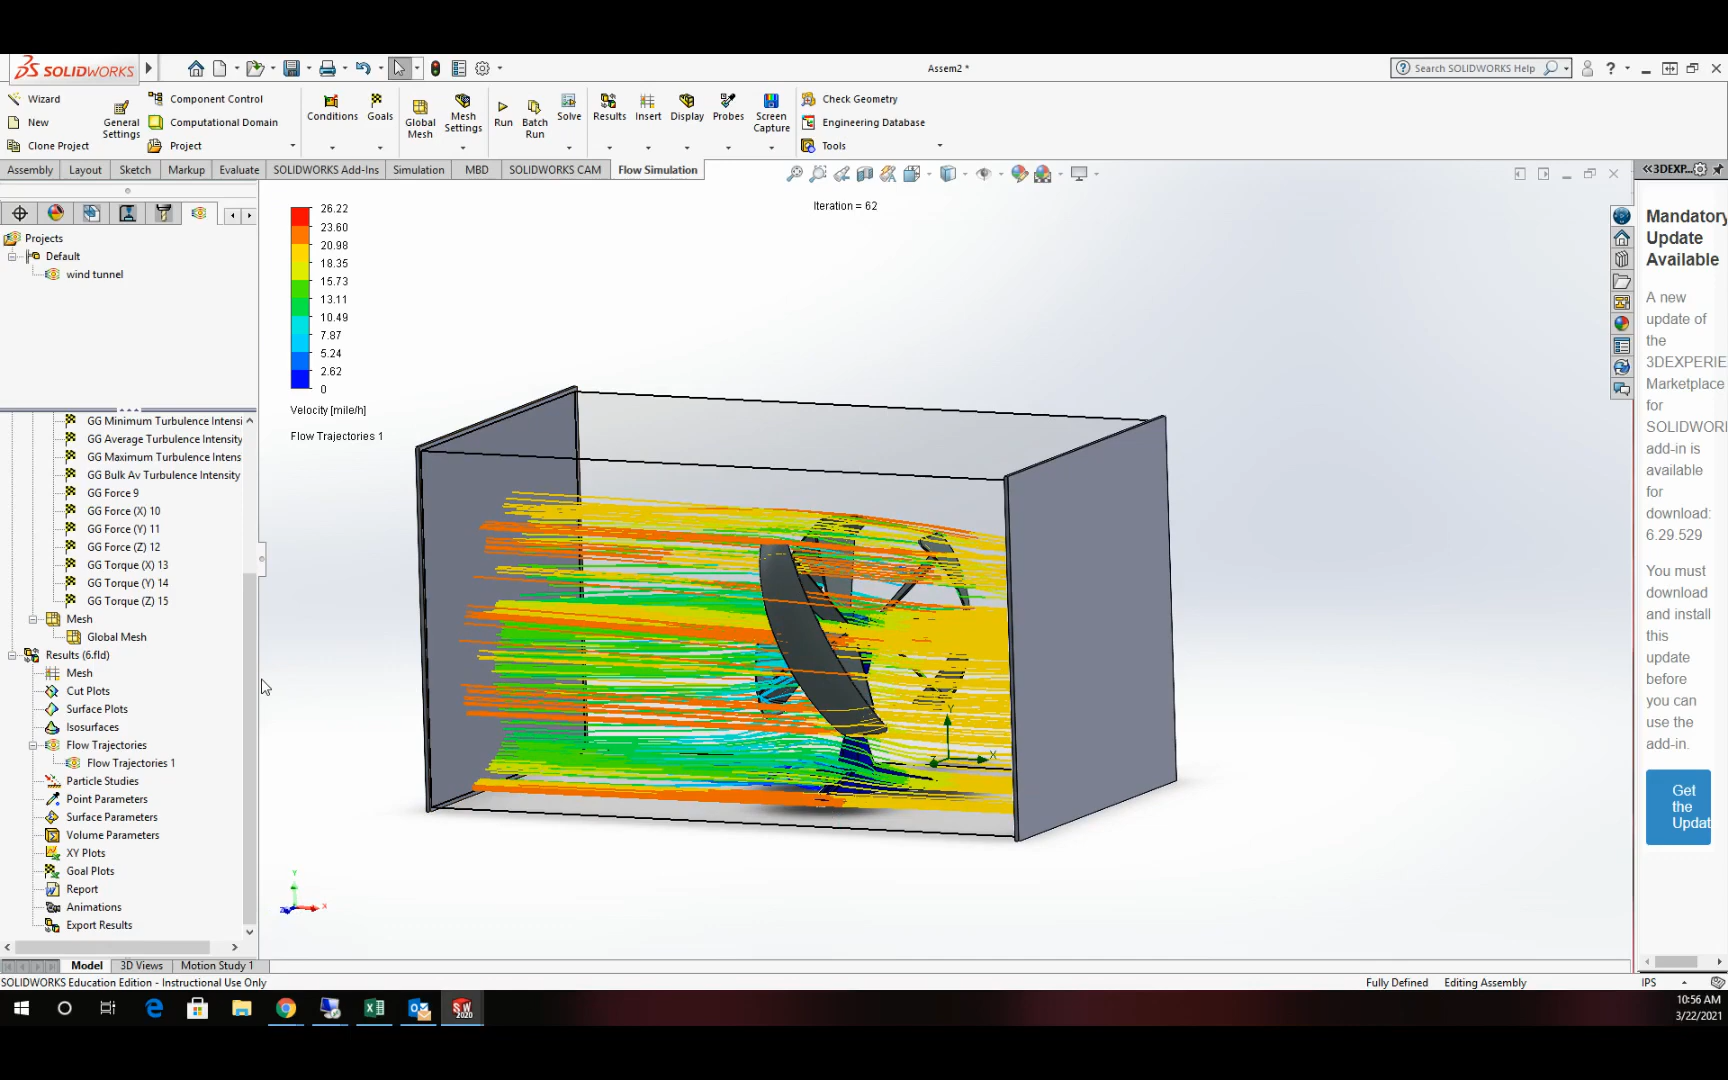 SOLIDWORKS
Assem2 *
Search SOLIDWORKS Help
Wizard
New
Clone Project
General Settings
Component Control
Computational Domain
Project
Conditions
Goals
Global Mesh
Mesh Settings
Run
Batch Run
Solve
Results
Insert
Display
Probes
Screen Capture
Check Geometry
Engineering Database
Tools
Assembly
Layout
Sketch
Markup
Evaluate
SOLIDWORKS Add-Ins
Simulation
MBD
SOLIDWORKS CAM
Flow Simulation
3DEXP...
Projects
Default
wind tunnel
GG Minimum Turbulence Intensi
GG Average Turbulence Intensity
GG Maximum Turbulence Intens
GG Bulk Av Turbulence Intensity
GG Force 9
GG Force (X) 10
GG Force (Y) 11
GG Force (Z) 12
GG Torque (X) 13
GG Torque (Y) 14
GG Torque (Z) 15
Mesh
Global Mesh
Results (6.fld)
Mesh
Cut Plots
Surface Plots
Isosurfaces
Flow Trajectories
Flow Trajectories 1
Particle Studies
Point Parameters
Surface Parameters
Volume Parameters
XY Plots
Goal Plots
Report
Animations
Export Results
26.22
23.60
20.98
18.35
15.73
13.11
10.49
7.87
5.24
2.62
0
Velocity [mile/h]
Flow Trajectories 1
Iteration = 62
Y
X
Z
Y
X
Z
Mandatory
Update
Available
A new
update of
the
3DEXPERIE
Marketplace
for
SOLIDWOR
add-in is
available
for
download:
6.29.529
You must
download
and install
this
update
before
you can
use the
add-in.
Get
the
Updat
Model
3D Views
Motion Study 1
SOLIDWORKS Education Edition - Instructional Use Only
Fully Defined
Editing Assembly
IPS
SW
2020
10:56 AM
3/22/2021